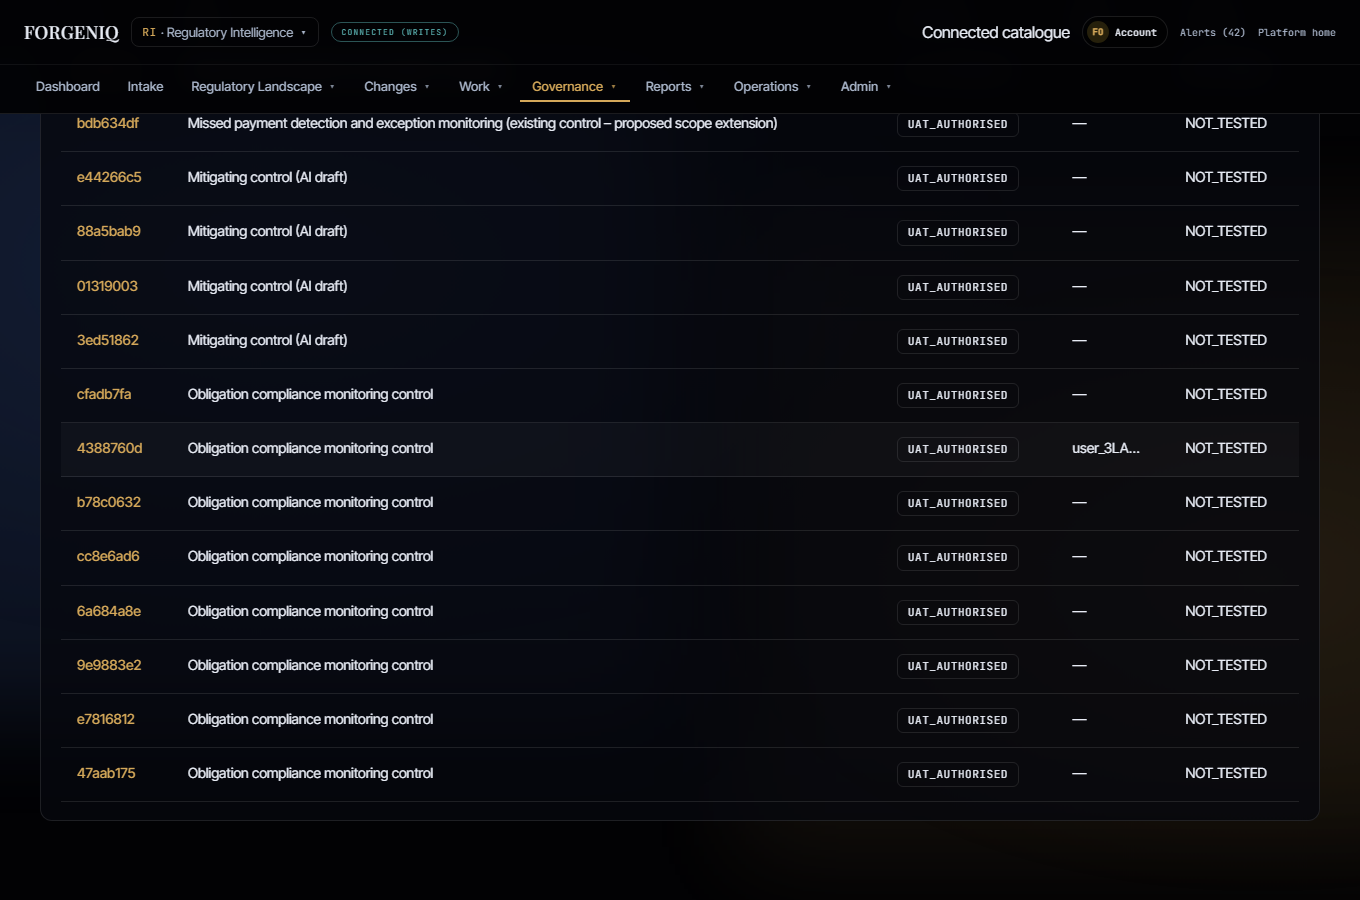 FORGENIQ RI · Regulatory Intelligence ▾ CONNECTED (WRITES) Connected catalogue FO Account Alerts (42) Platform home
Dashboard Intake Regulatory Landscape ▾ Changes ▾ Work ▾ Governance ▾ Reports ▾ Operations ▾ Admin ▾
bdb634df Missed payment detection and exception monitoring (existing control – proposed scope extension) UAT_AUTHORISED — NOT_TESTED
e44266c5 Mitigating control (AI draft) UAT_AUTHORISED — NOT_TESTED
88a5bab9 Mitigating control (AI draft) UAT_AUTHORISED — NOT_TESTED
01319003 Mitigating control (AI draft) UAT_AUTHORISED — NOT_TESTED
3ed51862 Mitigating control (AI draft) UAT_AUTHORISED — NOT_TESTED
cfadb7fa Obligation compliance monitoring control UAT_AUTHORISED — NOT_TESTED
4388760d Obligation compliance monitoring control UAT_AUTHORISED user_3LA... NOT_TESTED
b78c0632 Obligation compliance monitoring control UAT_AUTHORISED — NOT_TESTED
cc8e6ad6 Obligation compliance monitoring control UAT_AUTHORISED — NOT_TESTED
6a684a8e Obligation compliance monitoring control UAT_AUTHORISED — NOT_TESTED
9e9883e2 Obligation compliance monitoring control UAT_AUTHORISED — NOT_TESTED
e7816812 Obligation compliance monitoring control UAT_AUTHORISED — NOT_TESTED
47aab175 Obligation compliance monitoring control UAT_AUTHORISED — NOT_TESTED